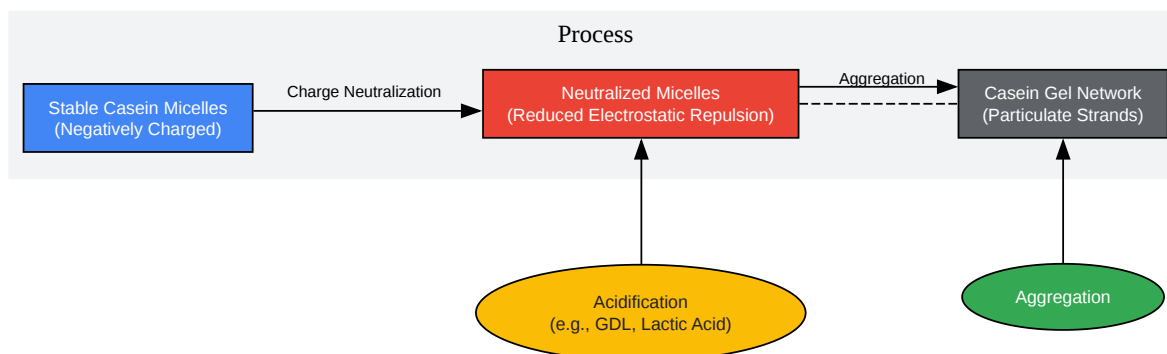 Process
Stable Casein Micelles
(Negatively Charged)
Charge Neutralization
Neutralized Micelles
(Reduced Electrostatic Repulsion)
Aggregation
Casein Gel Network
(Particulate Strands)
Acidification
(e.g., GDL, Lactic Acid)
Aggregation